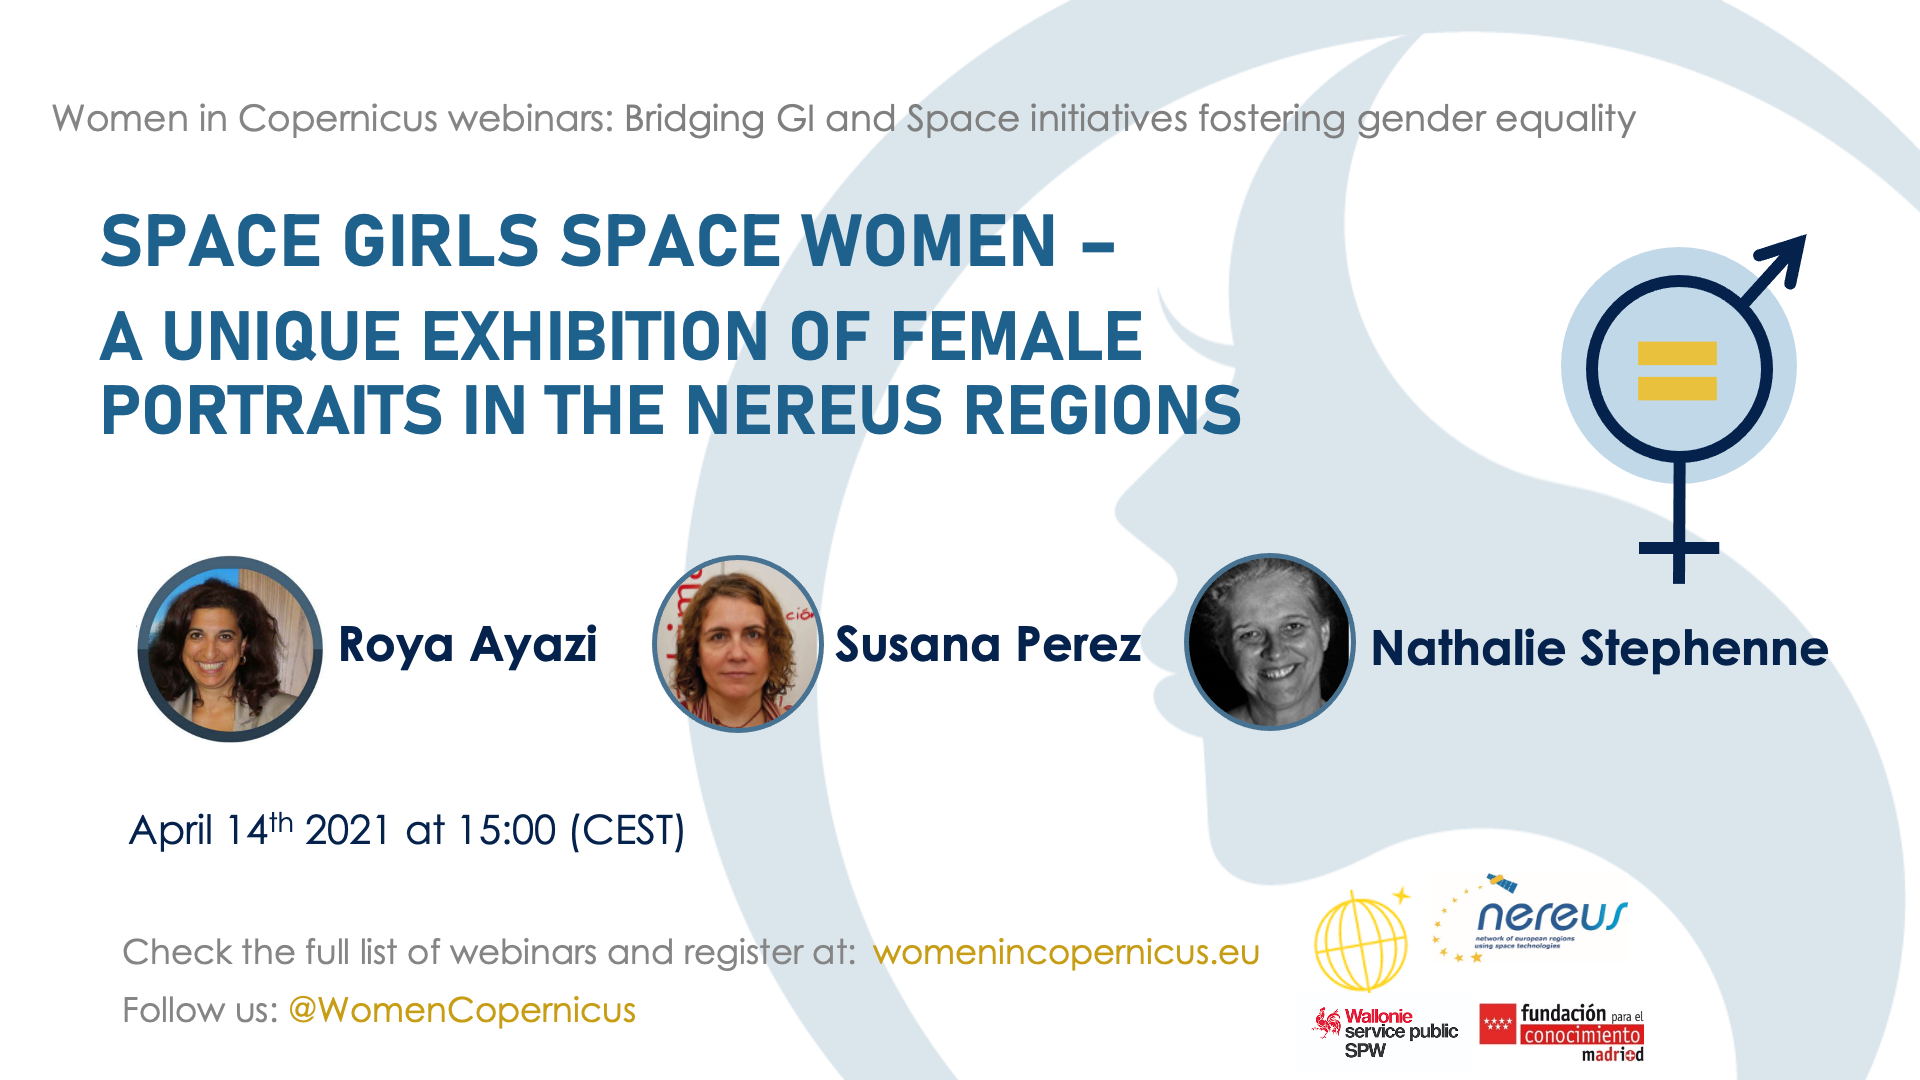 Women in Copernicus webinars: Bridging GI and Space initiatives fostering gender equality
SPACE GIRLS SPACE WOMEN –
A UNIQUE EXHIBITION OF FEMALE
PORTRAITS IN THE NEREUS REGIONS
Roya Ayazi
Susana Perez
Nathalie Stephenne
April 14th 2021 at 15:00 (CEST)
Check the full list of webinars and register at: womenincopernicus.eu
Follow us: @WomenCopernicus
nereus
network of european regions
using space technologies
Wallonie
service public
SPW
fundación para el
conocimiento
madri+d